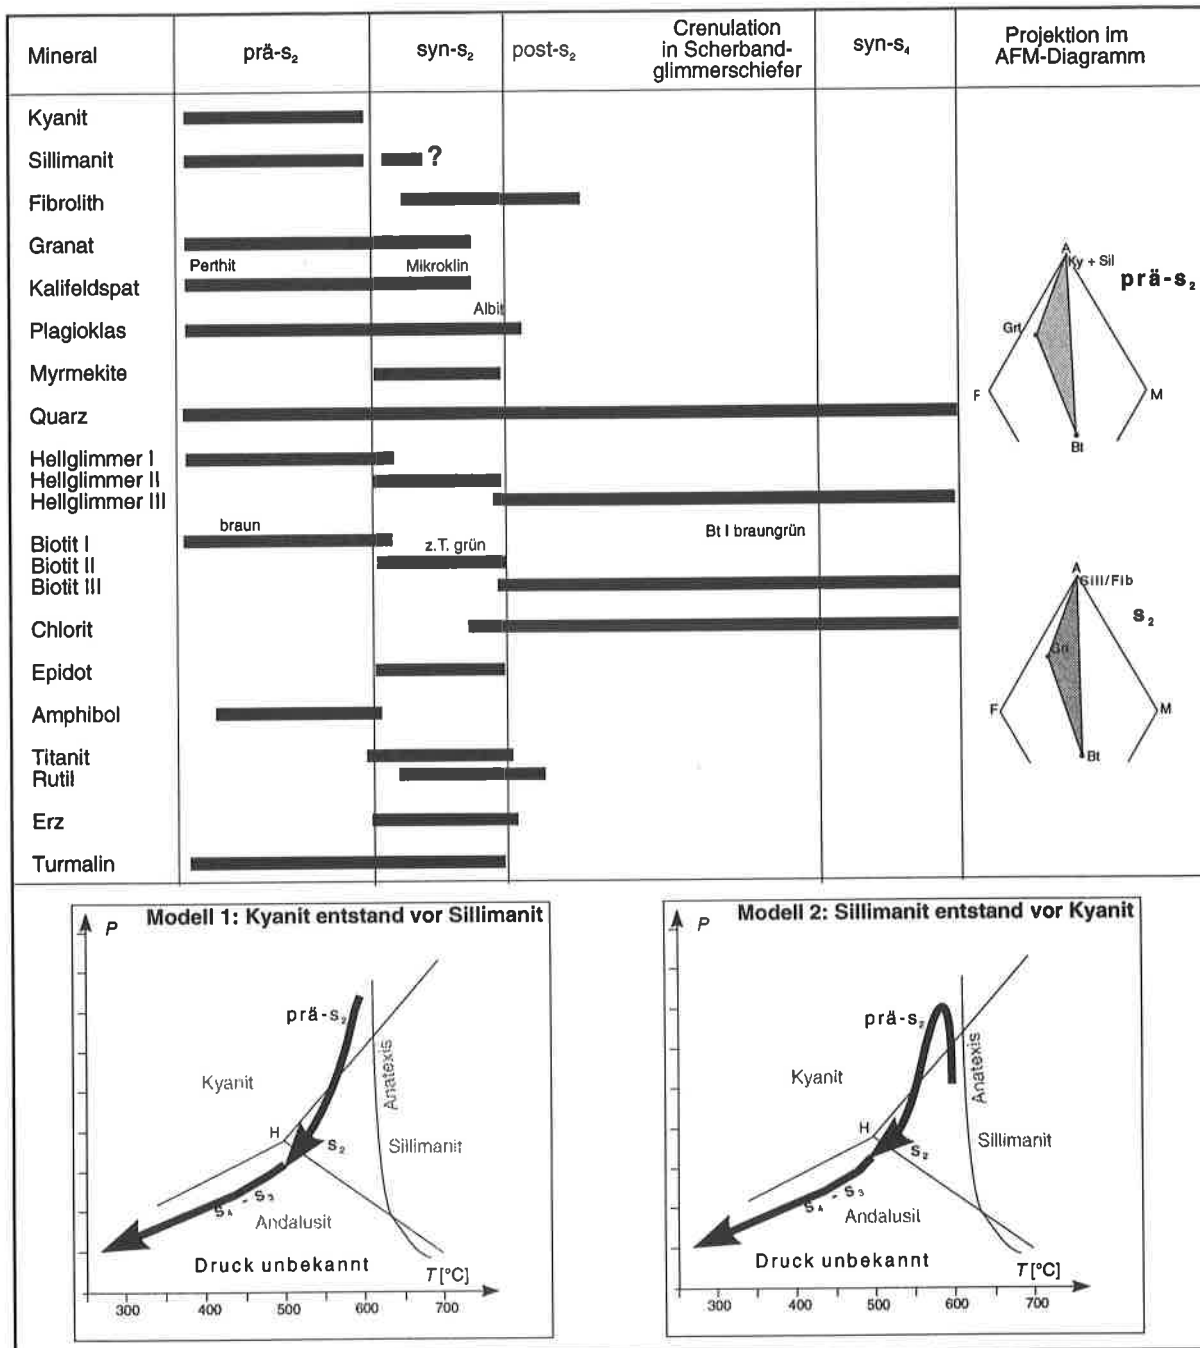 Mineral
prä-s₂
syn-s₂
post-s₂
Crenulation
in Scherband-
glimmerschiefer
syn-s₄
Projektion im
AFM-Diagramm
Kyanit
Sillimanit
?
Fibrolith
Granat
Perthit
Mikroklin
Kalifeldspat
Albit
Plagioklas
Myrmekite
Quarz
Hellglimmer I
Hellglimmer II
Hellglimmer III
braun
Biotit I
z.T. grün
Bt I braungrün
Biotit II
Biotit III
Chlorit
Epidot
Amphibol
Titanit
Rutil
Erz
Turmalin
A
Ky + Sil
prä-s₂
Grt
F
M
Bt
A
Sill/Fib
s₂
Grt
F
M
Bt
Modell 1: Kyanit entstand vor Sillimanit
P
prä-s₂
Kyanit
Anatexis
H
s₂
Sillimanit
s₄ - s₃
Andalusit
Druck unbekannt
T [°C]
300 400 500 600 700
Modell 2: Sillimanit entstand vor Kyanit
P
prä-s₂
Kyanit
Anatexis
H
s₂
Sillimanit
s₄ - s₃
Andalusit
Druck unbekannt
T [°C]
300 400 500 600 700